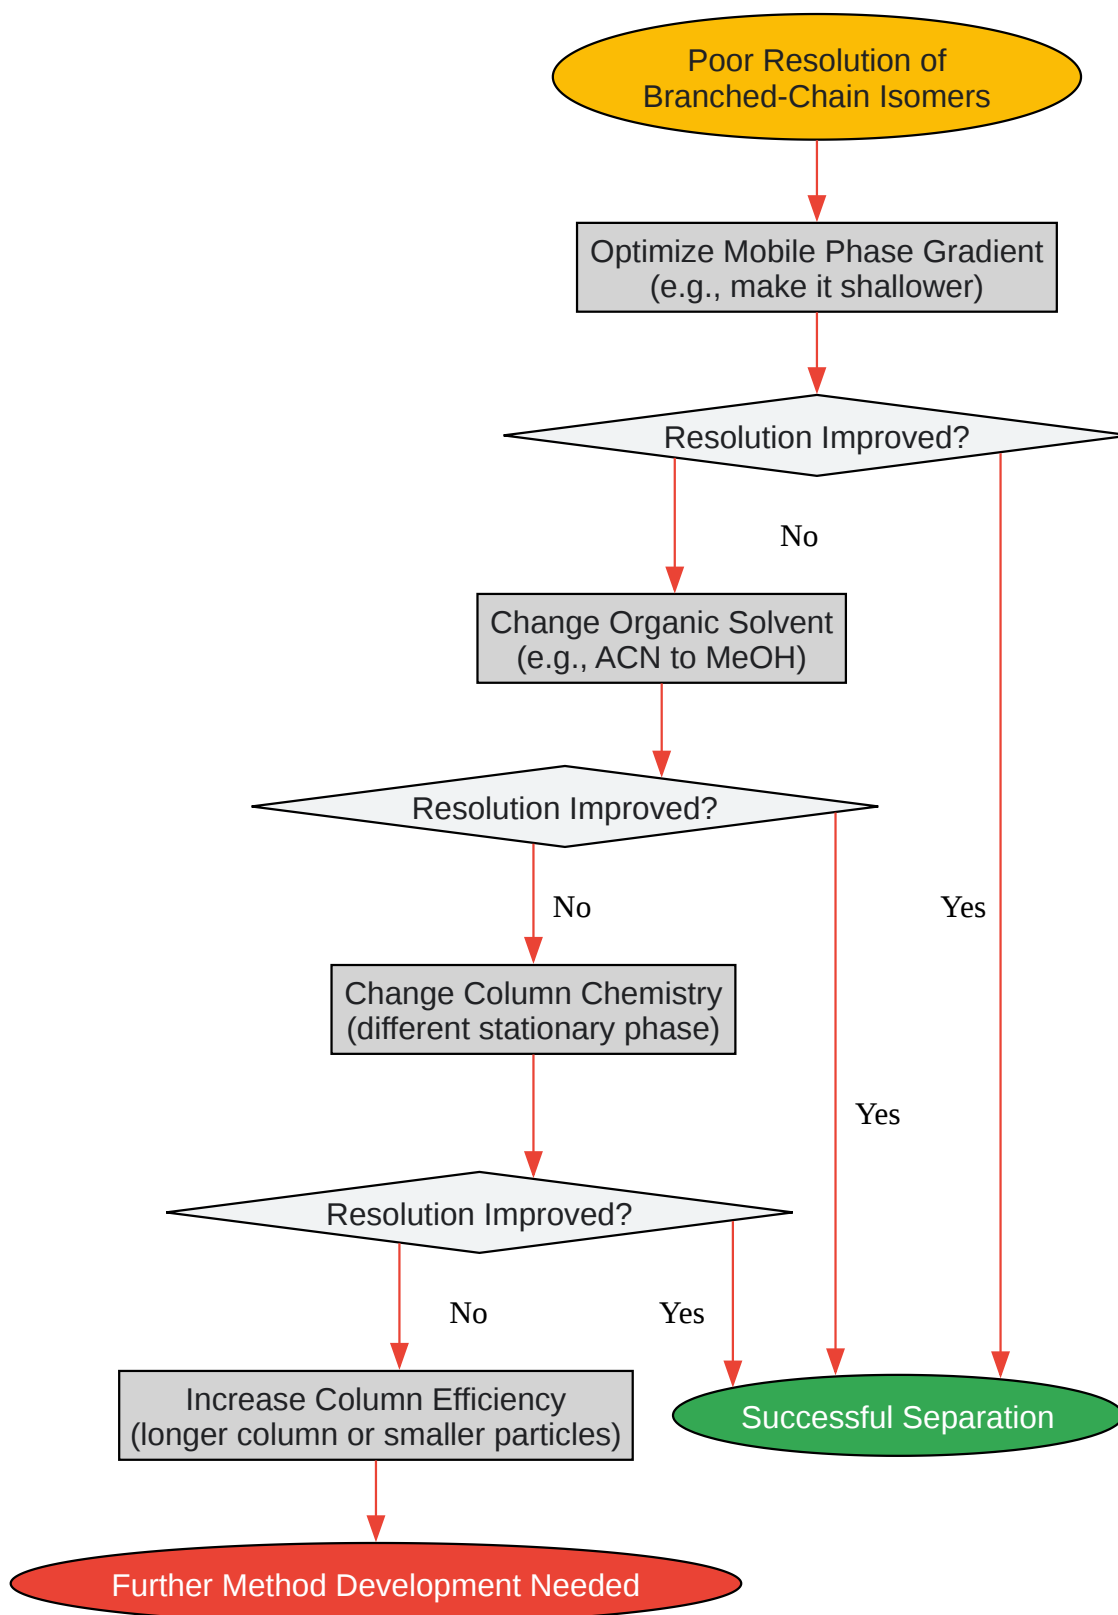 Poor Resolution of
Branched-Chain Isomers
Optimize Mobile Phase Gradient
(e.g., make it shallower)
Resolution Improved?
No
Change Organic Solvent
(e.g., ACN to MeOH)
Resolution Improved?
No
Yes
Change Column Chemistry
(different stationary phase)
Yes
Resolution Improved?
No
Yes
Increase Column Efficiency
(longer column or smaller particles)
Successful Separation
Further Method Development Needed